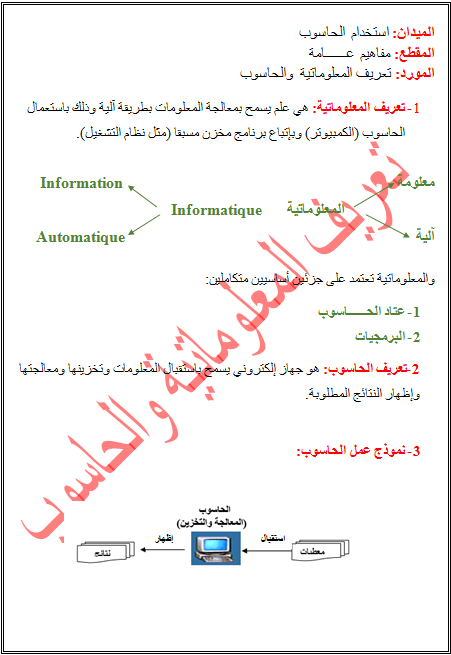 الميدان: استخدام الحاسوب
المقطع: مفاهيم عـــــامة
المورد: تعريف المعلوماتية والحاسوب
1- تعريف المعلوماتية: هي علم يسمح بمعالجة المعلومات بطريقة آلية وذلك باستعمال
الحاسوب (الكمبيوتر) وبإتباع برنامج مخزن مسبقا (مثل نظام التشغيل).
معلومة
Information
المعلوماتية Informatique
آلية
Automatique
والمعلوماتية تعتمد على جزئين أساسيين متكاملين:
1- عتاد الحــــاسوب
2- البرمجيات
2-تعريف الحاسوب: هو جهاز إلكتروني يسمح باستقبال المعلومات وتخزينها ومعالجتها
وإظهار النتائج المطلوبة.
3- نموذج عمل الحاسوب:
الحاسوب
(المعالجة والتخزين)
معطيات
استقبال
إظهار
نتائج
تعريف المعلوماتية والحاسوب